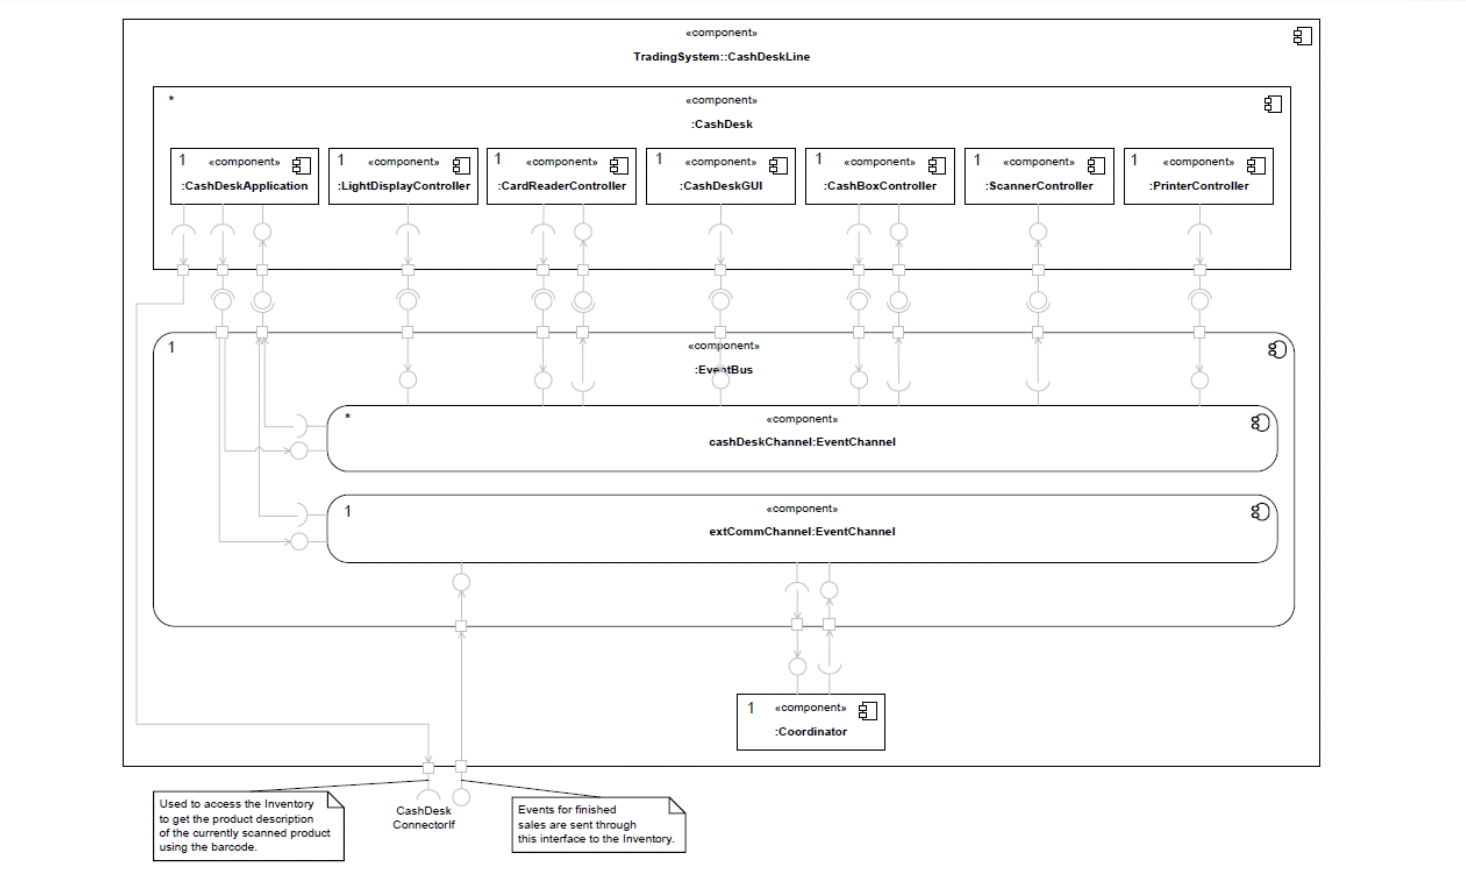 «component»
TradingSystem::CashDeskLine
*
«component»
:CashDesk
1 «component»
:CashDeskApplication
1 «component»
:LightDisplayController
1 «component»
:CardReaderController
1 «component»
:CashDeskGUI
1 «component»
:CashBoxController
1 «component»
:ScannerController
1 «component»
:PrinterController
1
«component»
:EventBus
*
«component»
cashDeskChannel:EventChannel
1
«component»
extCommChannel:EventChannel
1 «component»
:Coordinator
Used to access the Inventory
to get the product description
of the currently scanned product
using the barcode.
CashDesk
ConnectorIf
Events for finished
sales are sent through
this interface to the Inventory.